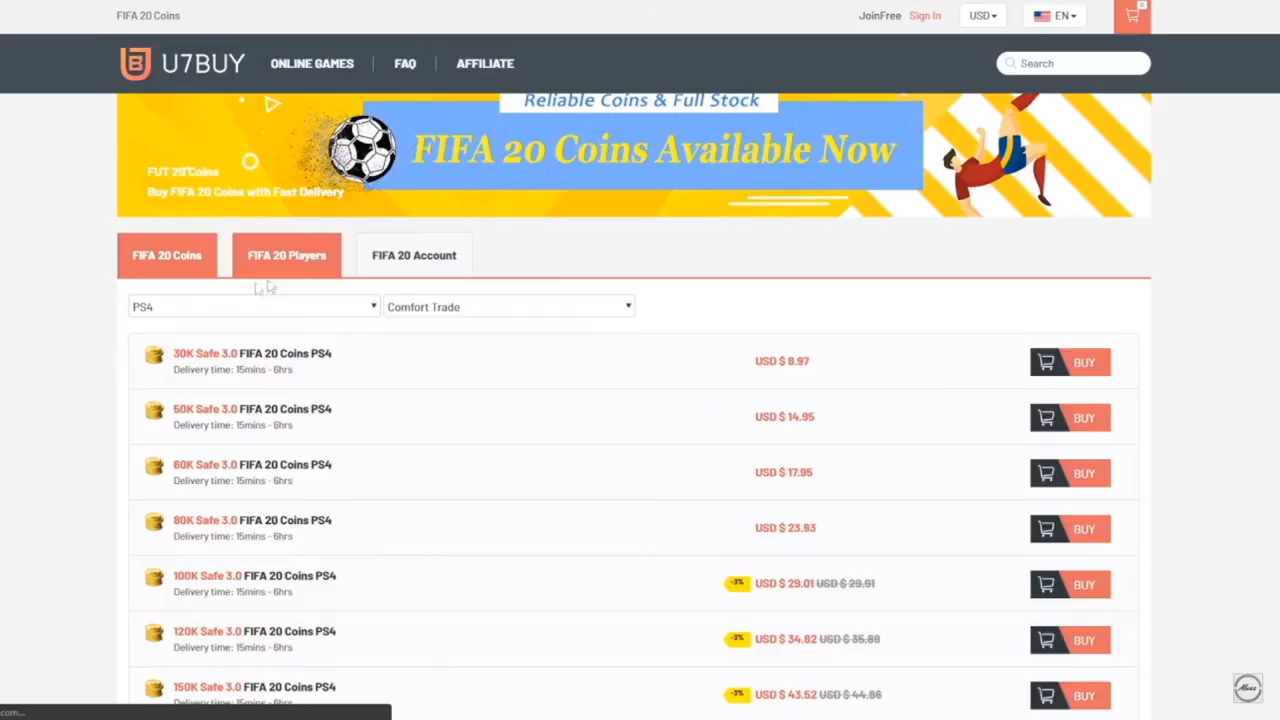 FIFA 20 Coins
JoinFree Sign In USD EN
0
U7BUY ONLINE GAMES FAQ AFFILIATE Search
Reliable Coins & Full Stock
FIFA 20 Coins Available Now
FUT 20 Coins
Buy FIFA 20 Coins with Fast Delivery
FIFA 20 Coins FIFA 20 Players FIFA 20 Account
PS4 Comfort Trade
30K Safe 3.0 FIFA 20 Coins PS4
Delivery time: 15mins - 6hrs
USD $ 8.97 BUY
50K Safe 3.0 FIFA 20 Coins PS4
Delivery time: 15mins - 6hrs
USD $ 14.95 BUY
60K Safe 3.0 FIFA 20 Coins PS4
Delivery time: 15mins - 6hrs
USD $ 17.95 BUY
80K Safe 3.0 FIFA 20 Coins PS4
Delivery time: 15mins - 6hrs
USD $ 23.93 BUY
100K Safe 3.0 FIFA 20 Coins PS4
Delivery time: 15mins - 6hrs
-3% USD $ 29.01 USD $ 29.91 BUY
120K Safe 3.0 FIFA 20 Coins PS4
Delivery time: 15mins - 6hrs
-3% USD $ 34.82 USD $ 35.89 BUY
150K Safe 3.0 FIFA 20 Coins PS4
Delivery time: 15mins - 6hrs
-3% USD $ 43.52 USD $ 44.86 BUY
com...